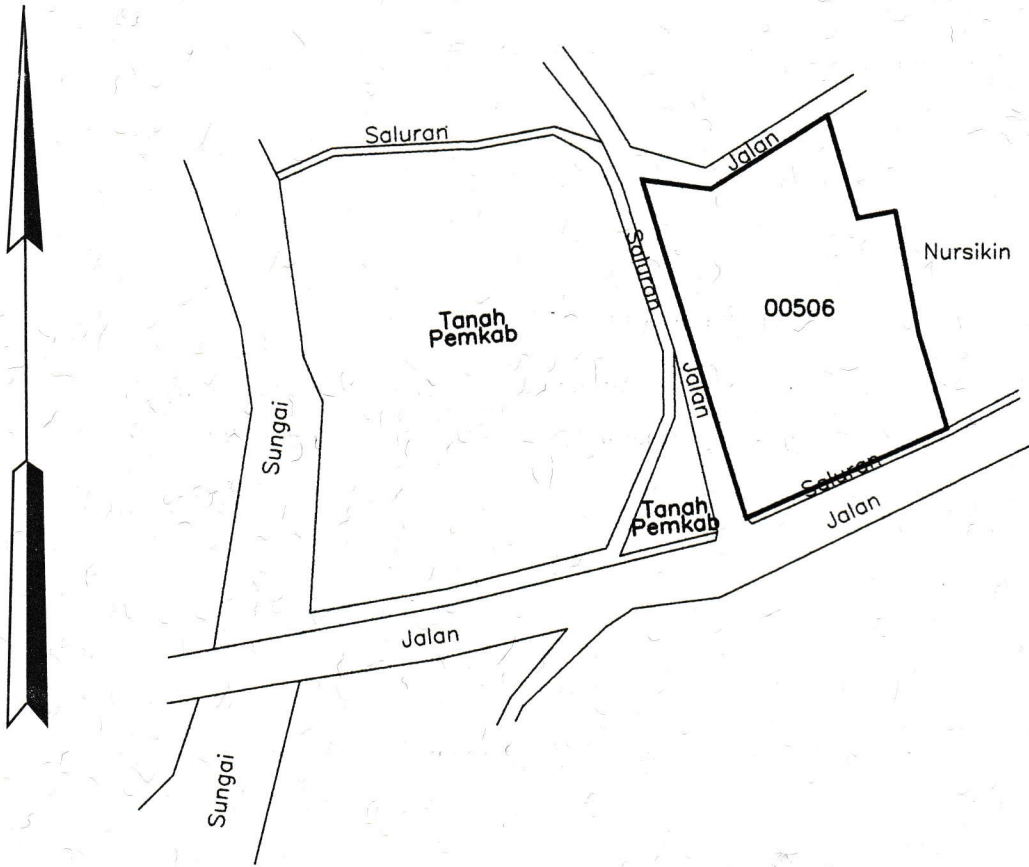 Saluran
Jalan
Saluran
Nursikin
00506
Tanah
Pemkab
Jalan
Sungai
Saluran
Tanah
Pemkab
Jalan
Jalan
Sungai